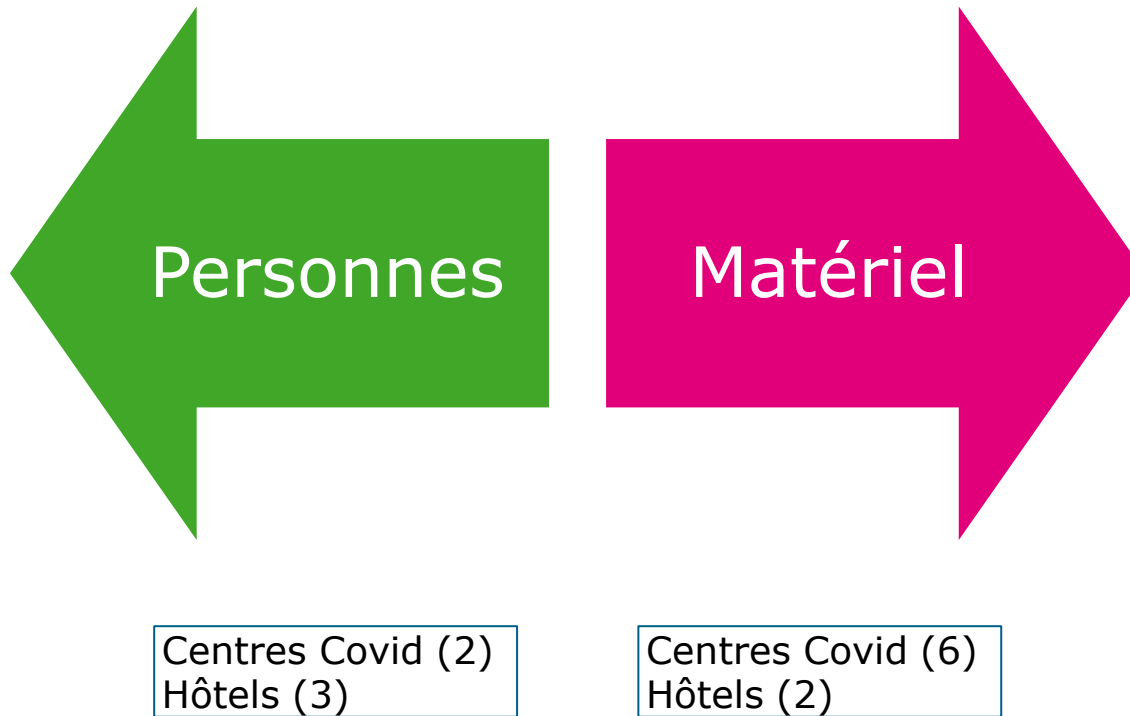 Personnes
Matériel
Centres Covid (2)
Hôtels (3)
Centres Covid (6)
Hôtels (2)